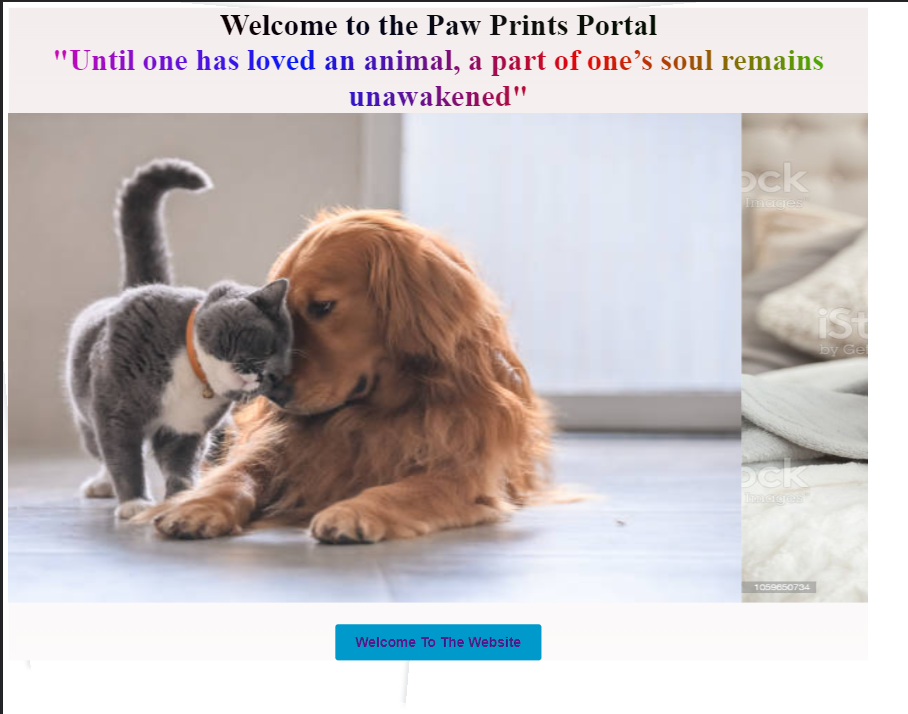 Welcome to the Paw Prints Portal
"Until one has loved an animal, a part of one’s soul remains
unawakened"
ock
Images
iSt
by Ge
ock
Images
1059650734
Welcome To The Website